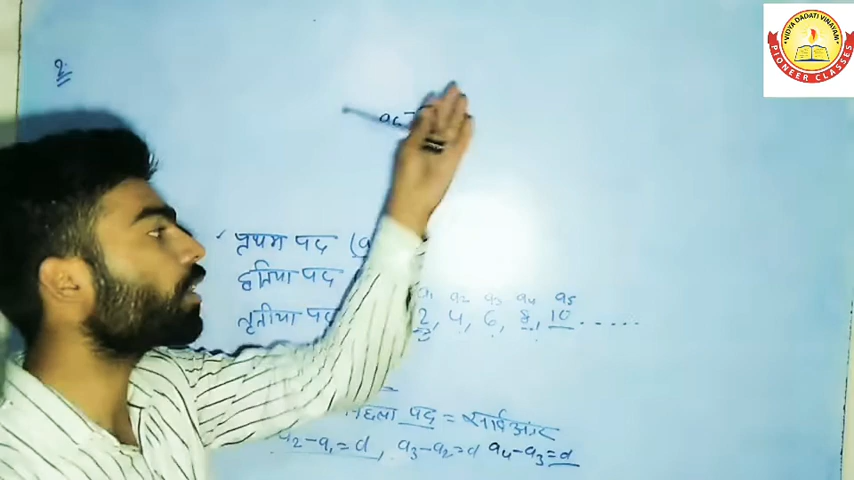 VIDYA DADATI VINAYAM
PIONEER CLASSES
2.
प्रथम पद (a
द्वितिया पद
तृतीया पद
a₁ a₂ a₃ a₄ a₅
2, 4, 6, 8, 10 ------
पद = सार्वअंतर
a₂-a₁=d, a₃-a₂=d a₄-a₃=d